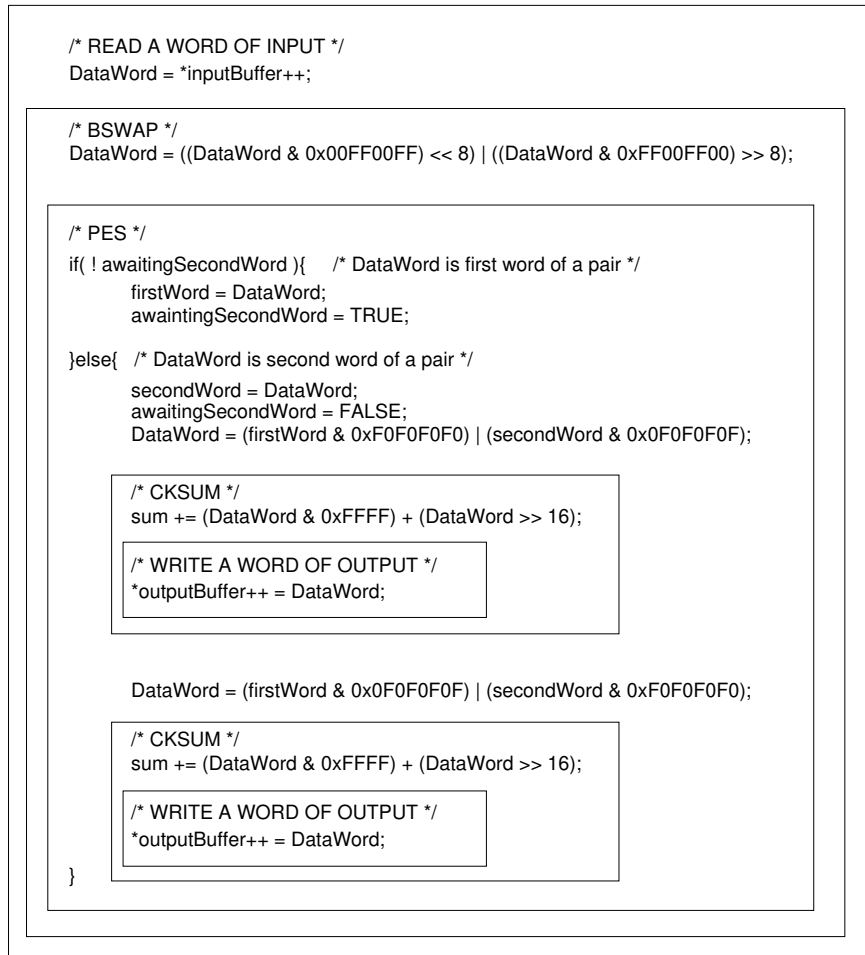 /* READ A WORD OF INPUT */
DataWord = *inputBuffer++;
/* BSWAP */
DataWord = ((DataWord & 0x00FF00FF) << 8) | ((DataWord & 0xFF00FF00) >> 8);
/* PES */
if( ! awaitingSecondWord ){ /* DataWord is first word of a pair */
firstWord = DataWord;
awaintingSecondWord = TRUE;
}else{ /* DataWord is second word of a pair */
secondWord = DataWord;
awaitingSecondWord = FALSE;
DataWord = (firstWord & 0xF0F0F0F0) | (secondWord & 0x0F0F0F0F);
/* CKSUM */
sum += (DataWord & 0xFFFF) + (DataWord >> 16);
/* WRITE A WORD OF OUTPUT */
*outputBuffer++ = DataWord;
DataWord = (firstWord & 0x0F0F0F0F) | (secondWord & 0xF0F0F0F0);
/* CKSUM */
sum += (DataWord & 0xFFFF) + (DataWord >> 16);
/* WRITE A WORD OF OUTPUT */
*outputBuffer++ = DataWord;
}